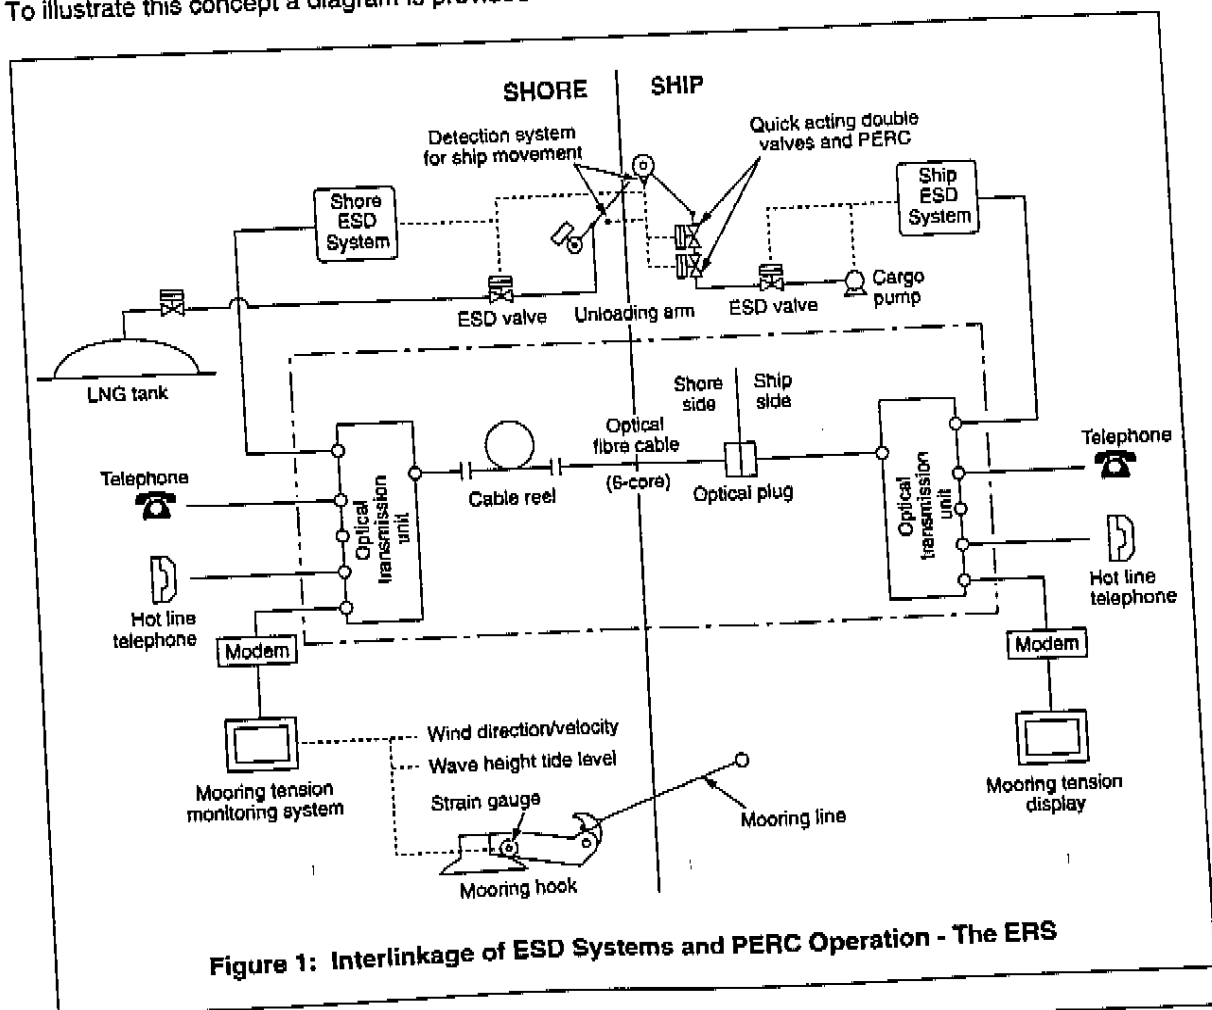 To illustrate this concept a diagram is provided
SHORE
SHIP
Detection system
for ship movement
Quick acting double
valves and PERC
Shore
ESD
System
Ship
ESD
System
ESD valve
Unloading arm
ESD valve
Cargo
pump
LNG tank
Shore
side
Ship
side
Optical
fibre cable
(6-core)
Telephone
Cable reel
Optical plug
Telephone
Optical
transmission
unit
Optical
transmission
unit
Hot line
telephone
Hot line
telephone
Modem
Modem
Wind direction/velocity
Wave height tide level
Mooring tension
monitoring system
Strain gauge
Mooring line
Mooring tension
display
Mooring hook
Figure 1: Interlinkage of ESD Systems and PERC Operation - The ERS